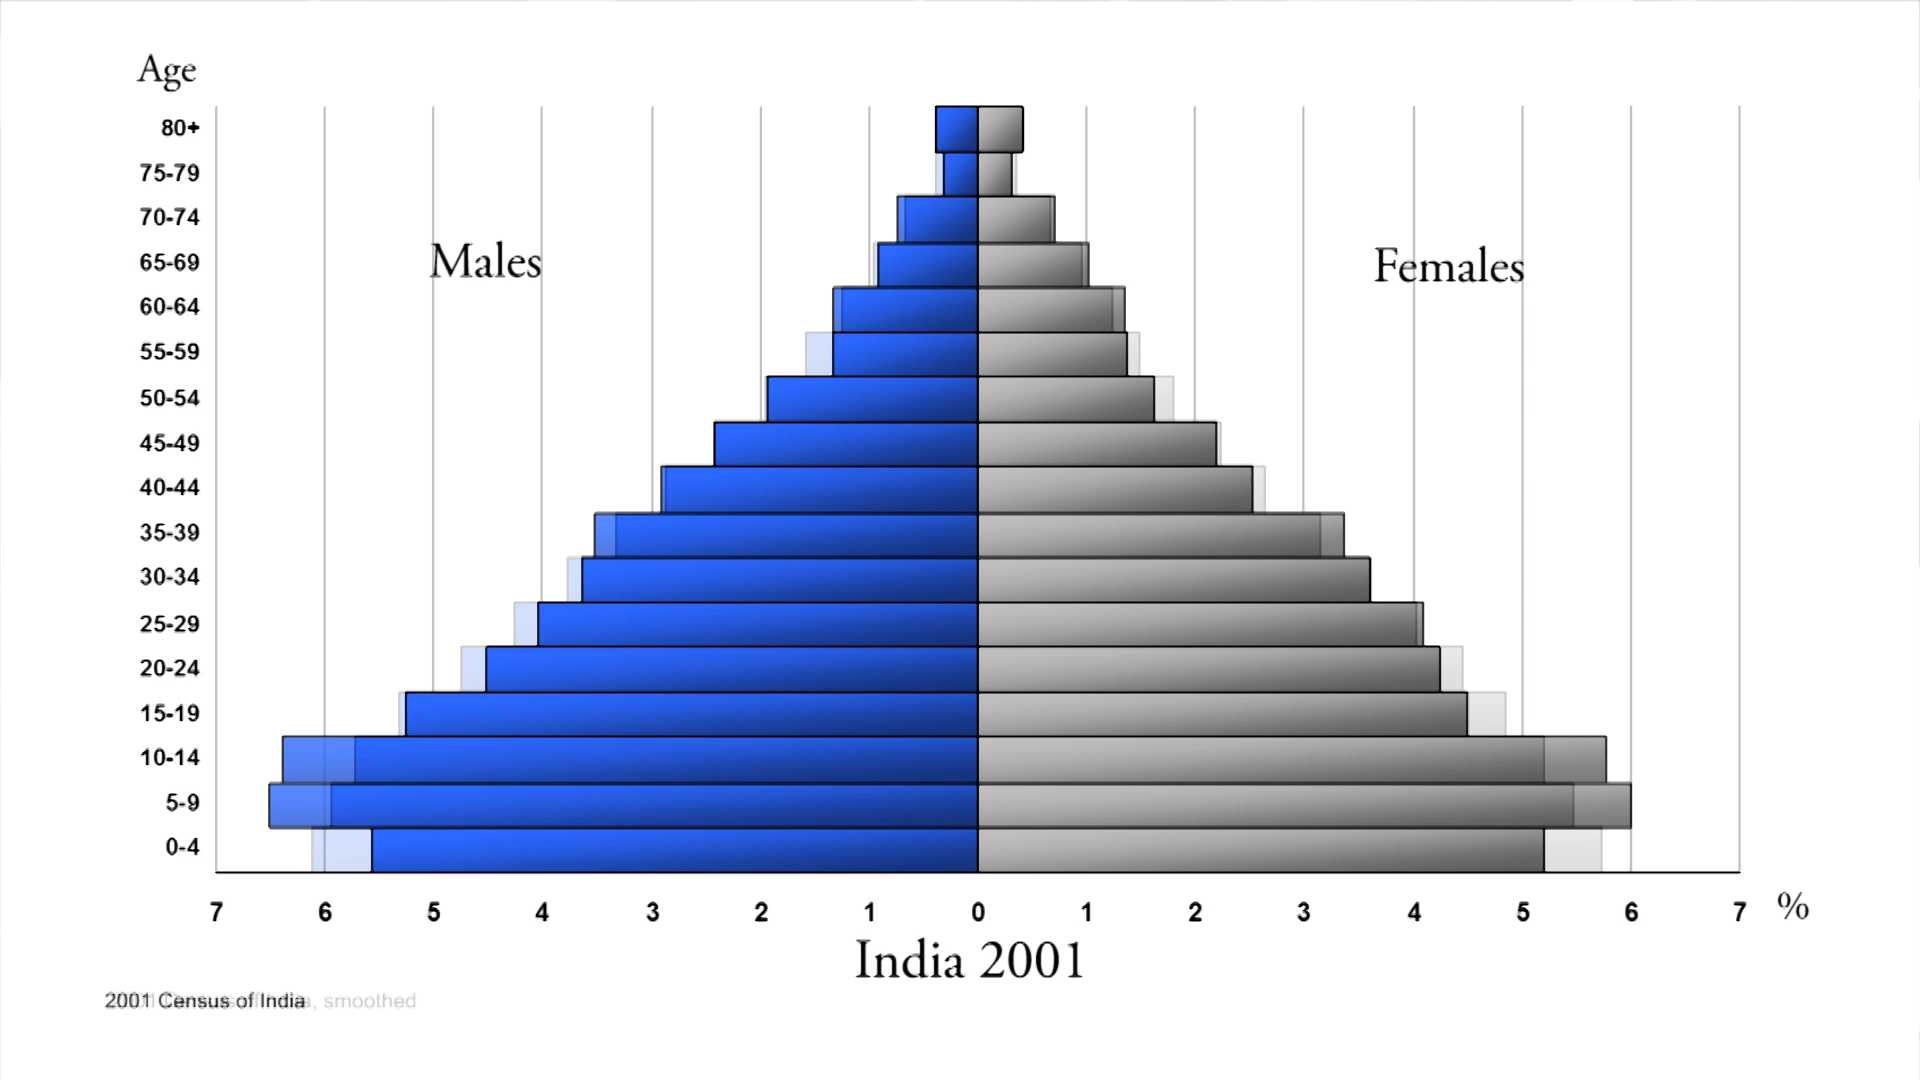 Age
80+
75-79
70-74
65-69
60-64
55-59
50-54
45-49
40-44
35-39
30-34
25-29
20-24
15-19
10-14
5-9
0-4
Males
Females
7 6 5 4 3 2 1 0 1 2 3 4 5 6 7 %
India 2001
2001 Census of India, smoothed